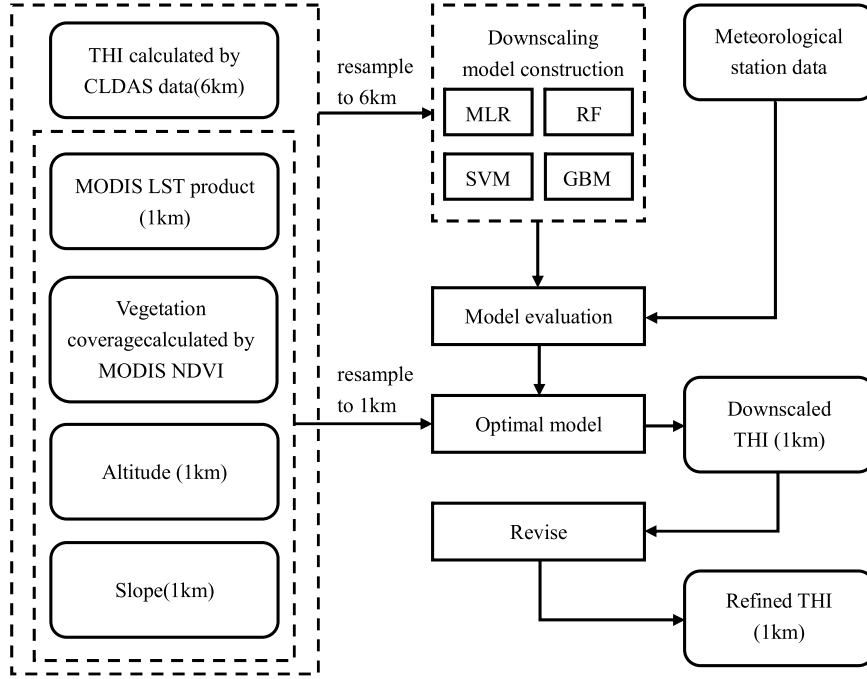 THI calculated by
CLDAS data(6km)
MODIS LST product
(1km)
Vegetation
coveragecalculated by
MODIS NDVI
Altitude (1km)
Slope(1km)
resample
to 6km
resample
to 1km
Downscaling
model construction
MLR
RF
SVM
GBM
Model evaluation
Optimal model
Revise
Meteorological
station data
Downscaled
THI (1km)
Refined THI
(1km)